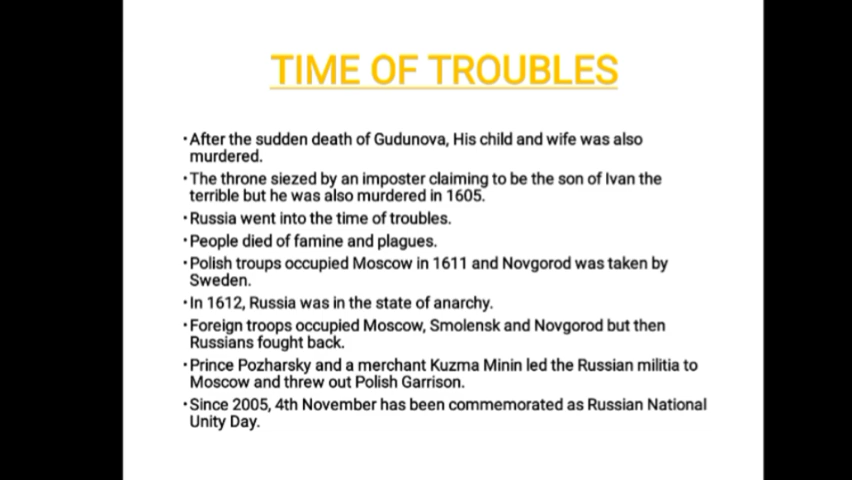 TIME OF TROUBLES
•After the sudden death of Gudunova, His child and wife was also
murdered.
•The throne siezed by an imposter claiming to be the son of Ivan the
terrible but he was also murdered in 1605.
•Russia went into the time of troubles.
•People died of famine and plagues.
•Polish troups occupied Moscow in 1611 and Novgorod was taken by
Sweden.
•In 1612, Russia was in the state of anarchy.
•Foreign troops occupied Moscow, Smolensk and Novgorod but then
Russians fought back.
•Prince Pozharsky and a merchant Kuzma Minin led the Russian militia to
Moscow and threw out Polish Garrison.
•Since 2005, 4th November has been commemorated as Russian National
Unity Day.